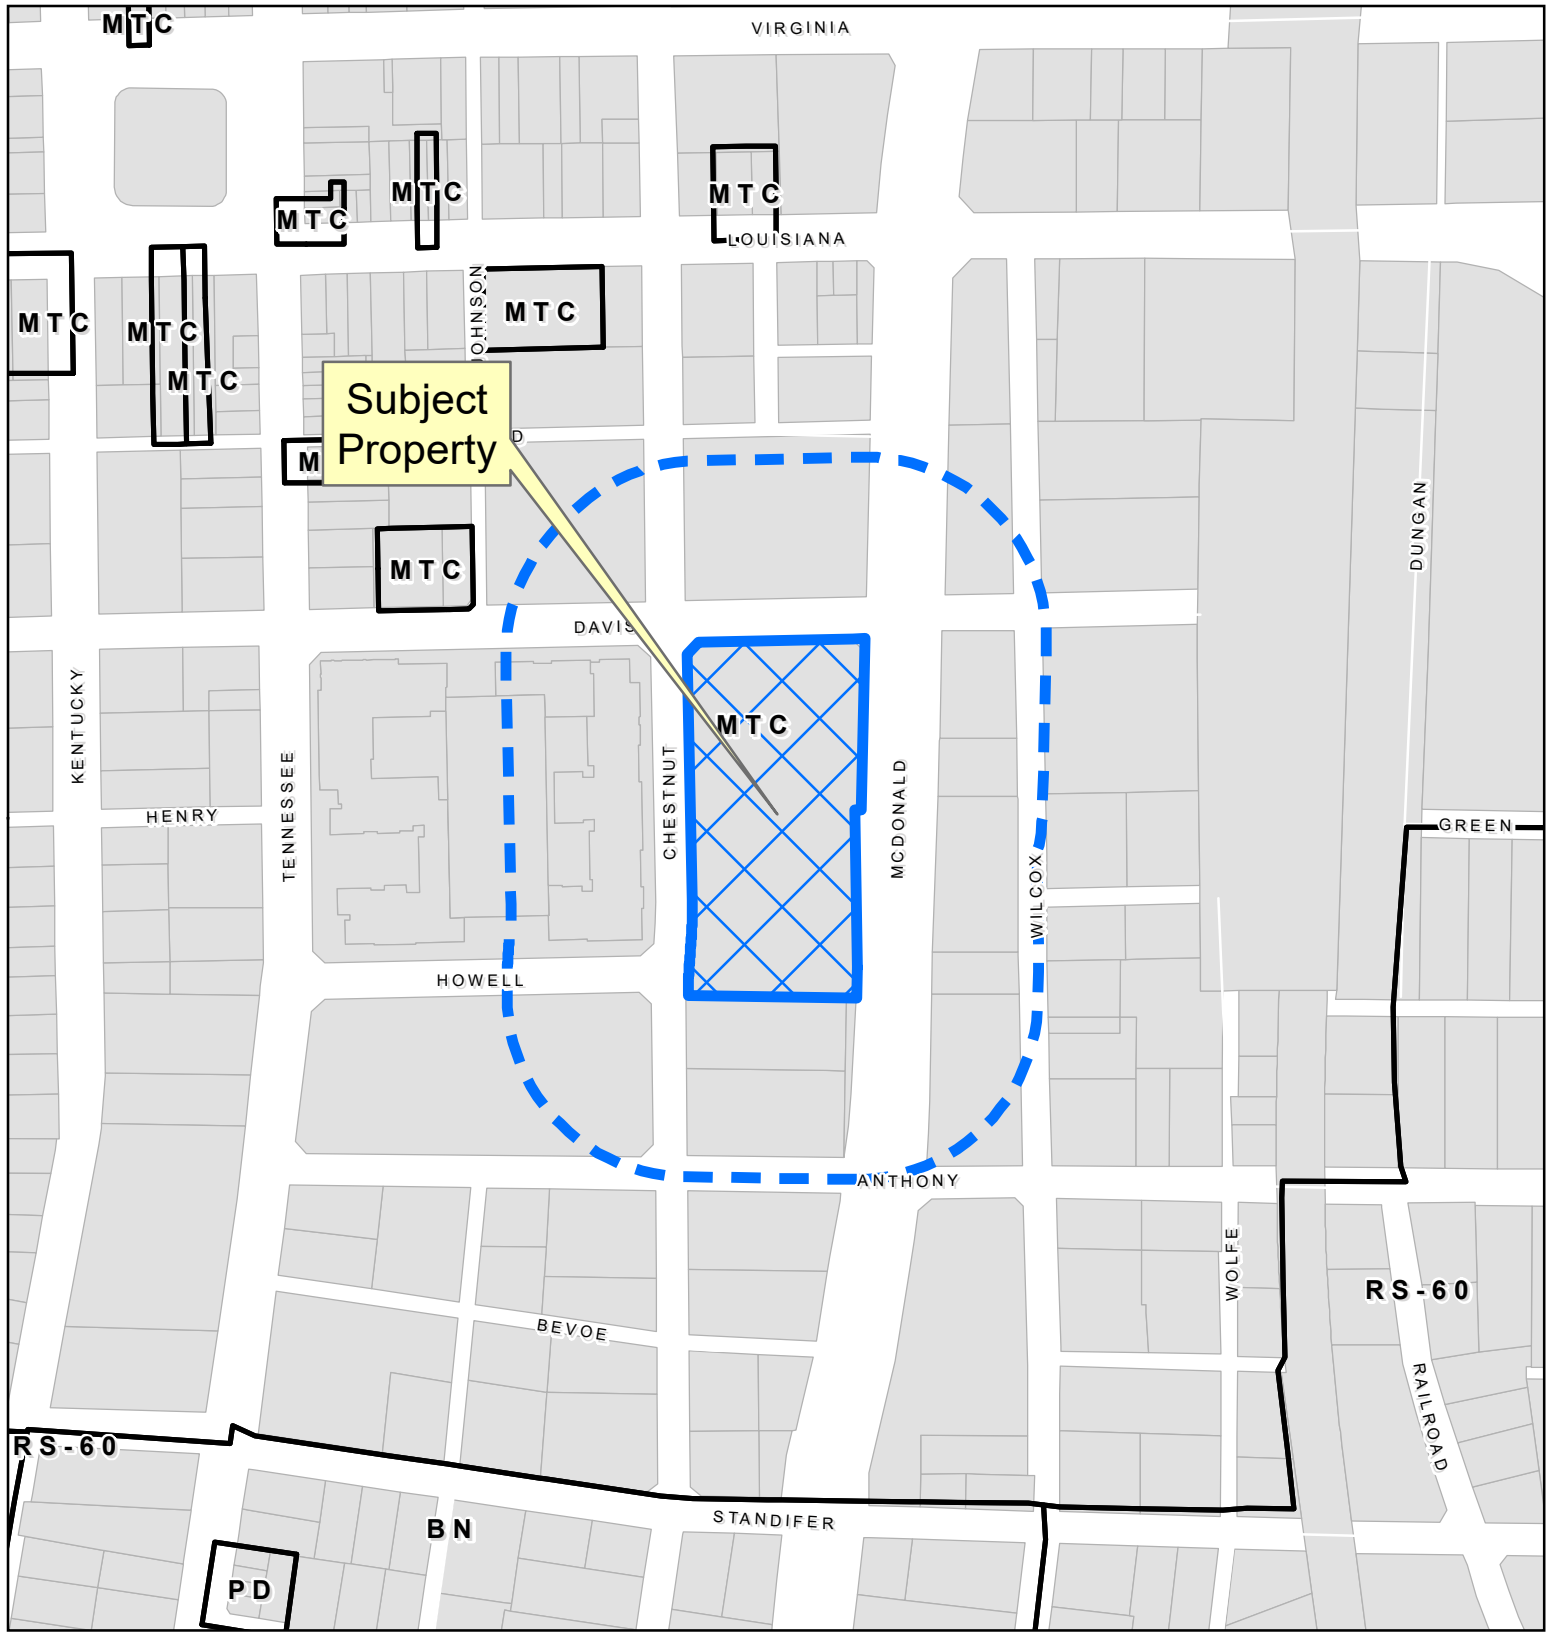 MTC
VIRGINIA
MTC
MTC
MTC
LOUISIANA
MTC
MTC
MTC
MTC
Subject
Property
M
D
MTC
DUNGAN
DAVIS
KENTUCKY
TENNESSEE
CHESTNUT
MTC
MCDONALD
HENRY
GREEN
WILCOX
HOWELL
ANTHONY
WOLFE
RS-60
BEVOE
RAILROAD
RS-60
STANDIFER
BN
PD